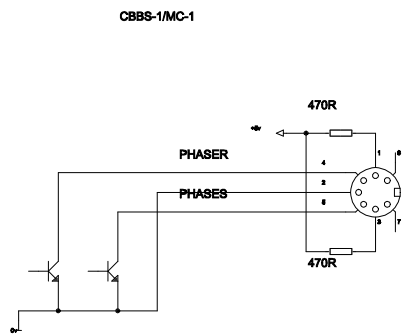 CBBS-1/MC-1
470R
+5v
1 6
PHASER 4
2
PHASES
5
3 7
470R
0v